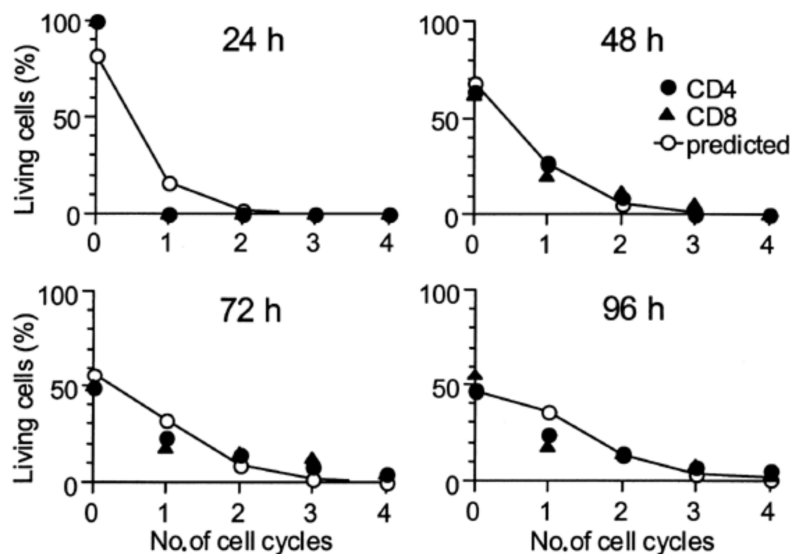 24 h
Living cells (%)
100
50
0
0 1 2 3 4
48 h
CD4
CD8
predicted
100
50
0
0 1 2 3 4
72 h
Living cells (%)
100
50
0
0 1 2 3 4
No. of cell cycles
96 h
100
50
0
0 1 2 3 4
No. of cell cycles